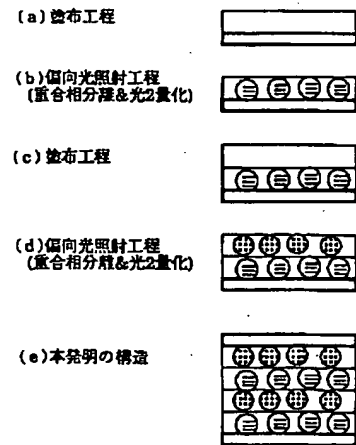 (a)塗布工程
(b)偏向光照射工程
(重合相分離&光2量化)
(c)塗布工程
(d)偏向光照射工程
(重合相分離&光2量化)
(e)本発明の構造